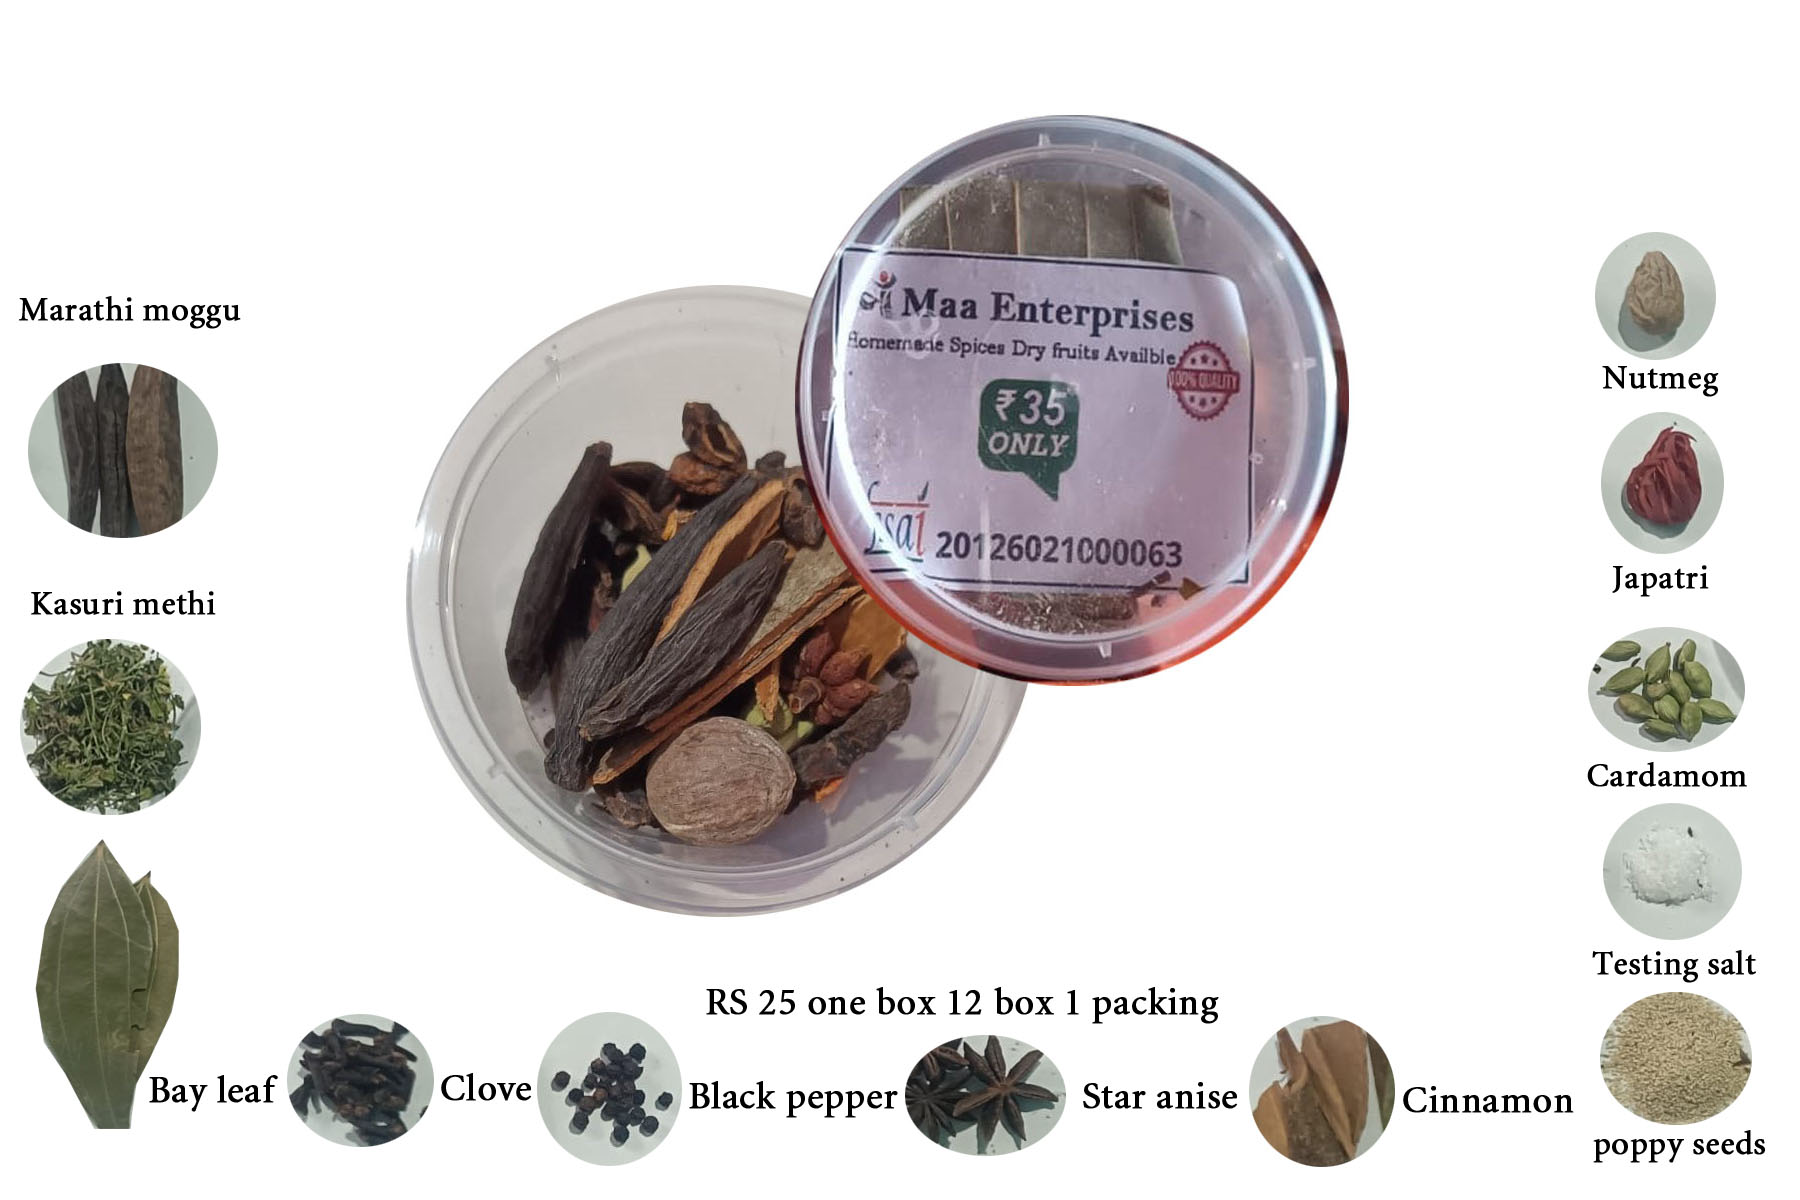 Marathi moggu
Kasuri methi
Bay leaf
Clove
Black pepper
Star anise
Cinnamon
RS 25 one box 12 box 1 packing
Nutmeg
Japatri
Cardamom
Testing salt
poppy seeds
माँ Maa Enterprises
Homemade Spices Dry fruits Availble
100% QUALITY
₹35
ONLY
fssai 20126021000063